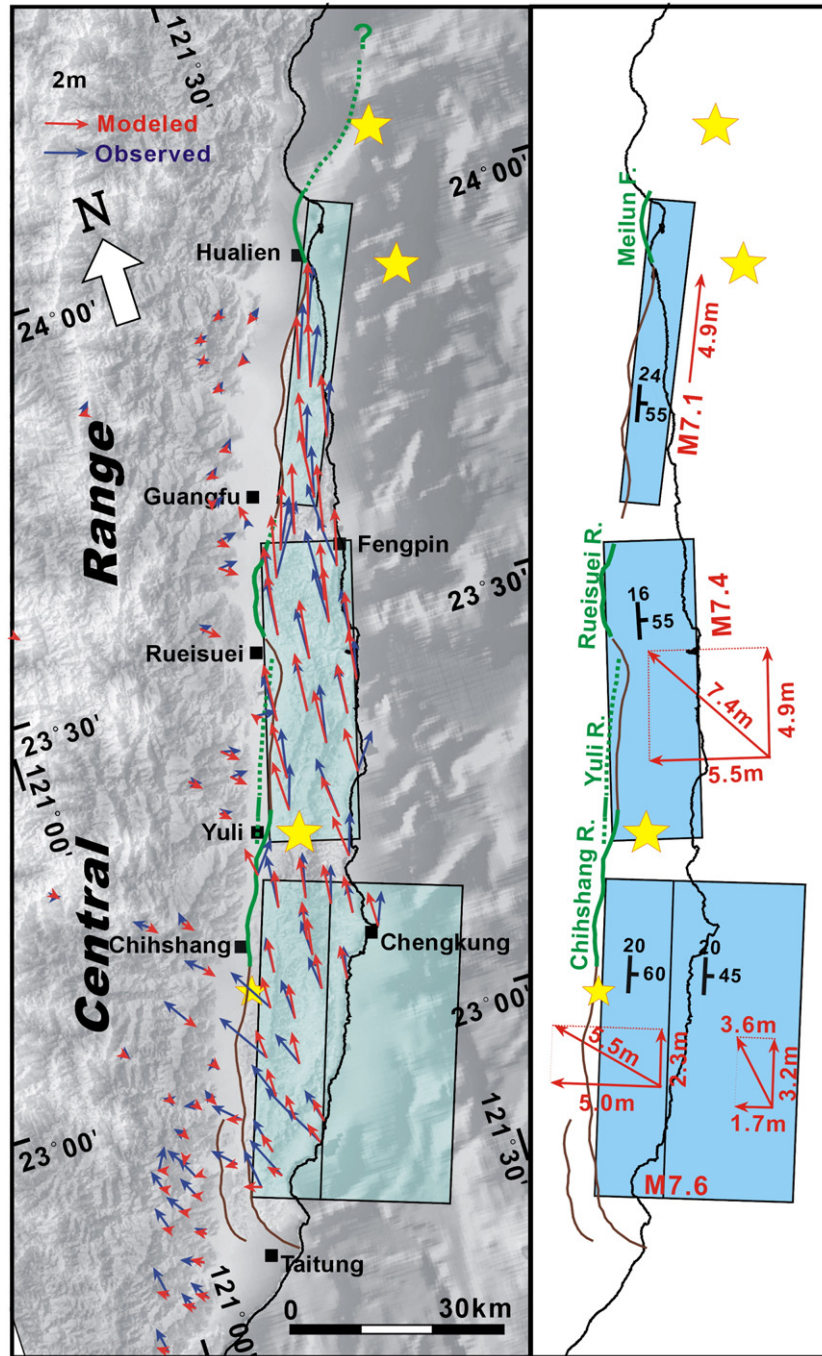 ?
121°30'
2m
Modeled
Observed
N
24°00'
Hualien
24°00'
Range
Guangfu
Fengpin
23°30'
Rueisuei
23°30'
121°00'
Yuli
Central
Chihshang
Chengkung
23°00'
121°30'
23°00'
Taitung
121°00'
0 30km
Meilun F.
4.9m
24
55
M7.1
Rueisuei R.
16
55
M7.4
7.4m
4.9m
5.5m
Yuli R.
Chihshang R.
20
60
20
45
5.5m
2.3m
5.0m
3.6m
3.2m
1.7m
M7.6